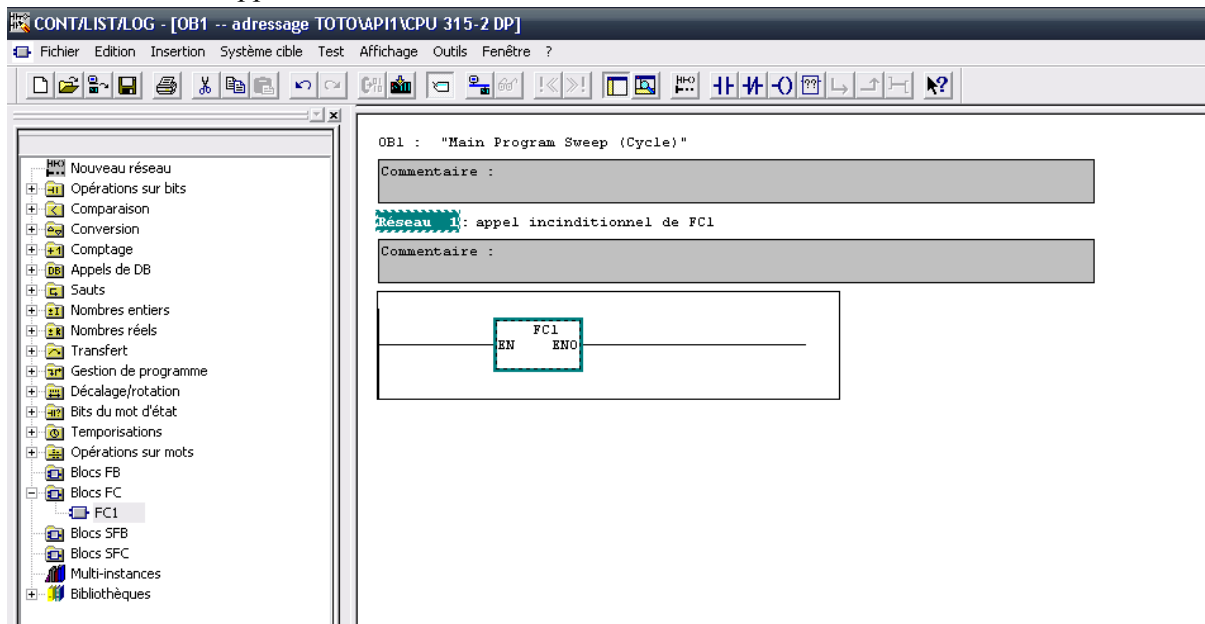 CONT/LIST/LOG - [OB1 -- adressage TOTO\API1\CPU 315-2 DP]
Fichier Edition Insertion Système cible Test Affichage Outils Fenêtre ?
OB1 : "Main Program Sweep (Cycle)"
Commentaire :
Réseau 1: appel incinditionnel de FC1
Commentaire :
FC1
EN ENO
Nouveau réseau
Opérations sur bits
Comparaison
Conversion
Comptage
Appels de DB
Sauts
Nombres entiers
Nombres réels
Transfert
Gestion de programme
Décalage/rotation
Bits du mot d'état
Temporisations
Opérations sur mots
Blocs FB
Blocs FC
FC1
Blocs SFB
Blocs SFC
Multi-instances
Bibliothèques